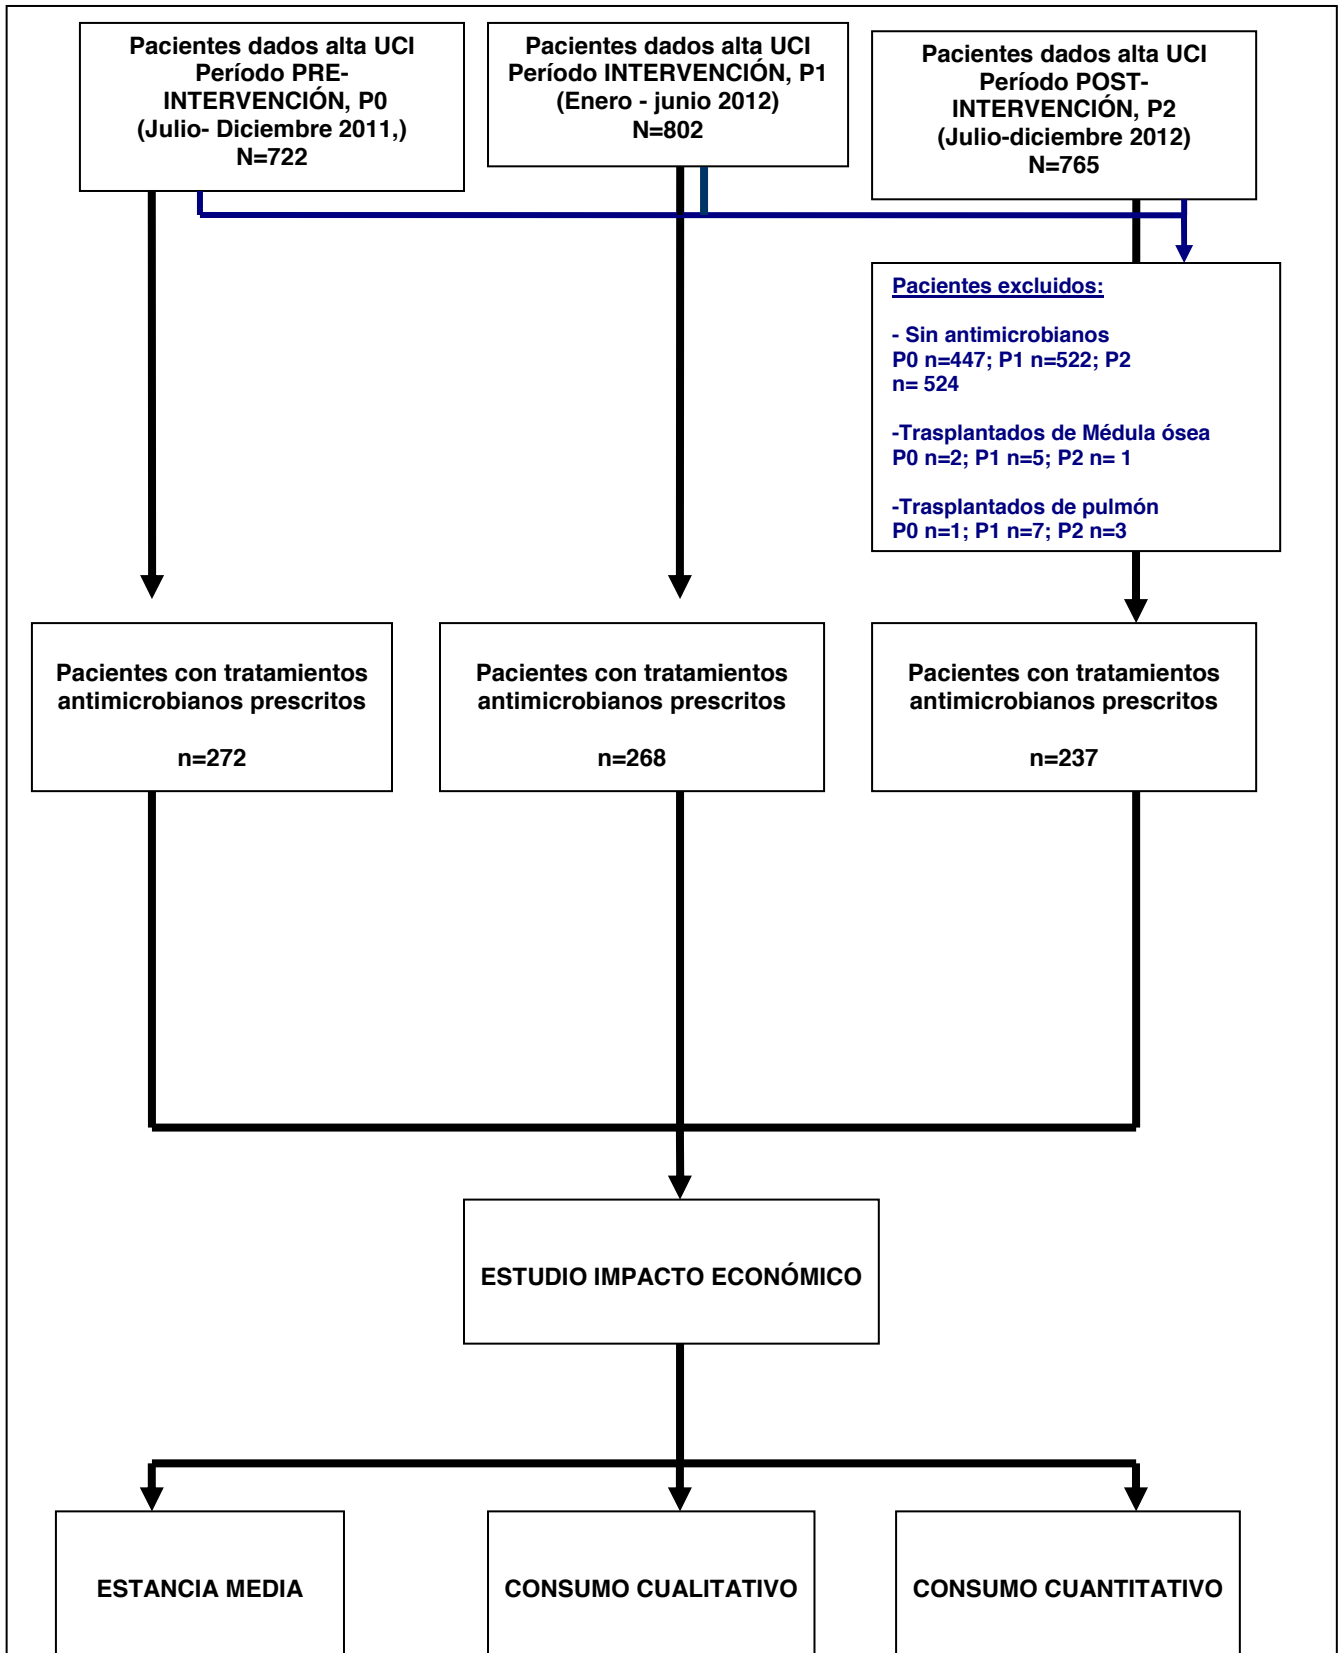 Pacientes dados alta UCI
Período PRE-
INTERVENCIÓN, P0
(Julio- Diciembre 2011,)
N=722
Pacientes dados alta UCI
Período INTERVENCIÓN, P1
(Enero - junio 2012)
N=802
Pacientes dados alta UCI
Período POST-
INTERVENCIÓN, P2
(Julio-diciembre 2012)
N=765
Pacientes excluidos:
- Sin antimicrobianos
P0 n=447; P1 n=522; P2
n= 524
-Trasplantados de Médula ósea
P0 n=2; P1 n=5; P2 n= 1
-Trasplantados de pulmón
P0 n=1; P1 n=7; P2 n=3
Pacientes con tratamientos
antimicrobianos prescritos
n=272
Pacientes con tratamientos
antimicrobianos prescritos
n=268
Pacientes con tratamientos
antimicrobianos prescritos
n=237
ESTUDIO IMPACTO ECONÓMICO
ESTANCIA MEDIA
CONSUMO CUALITATIVO
CONSUMO CUANTITATIVO